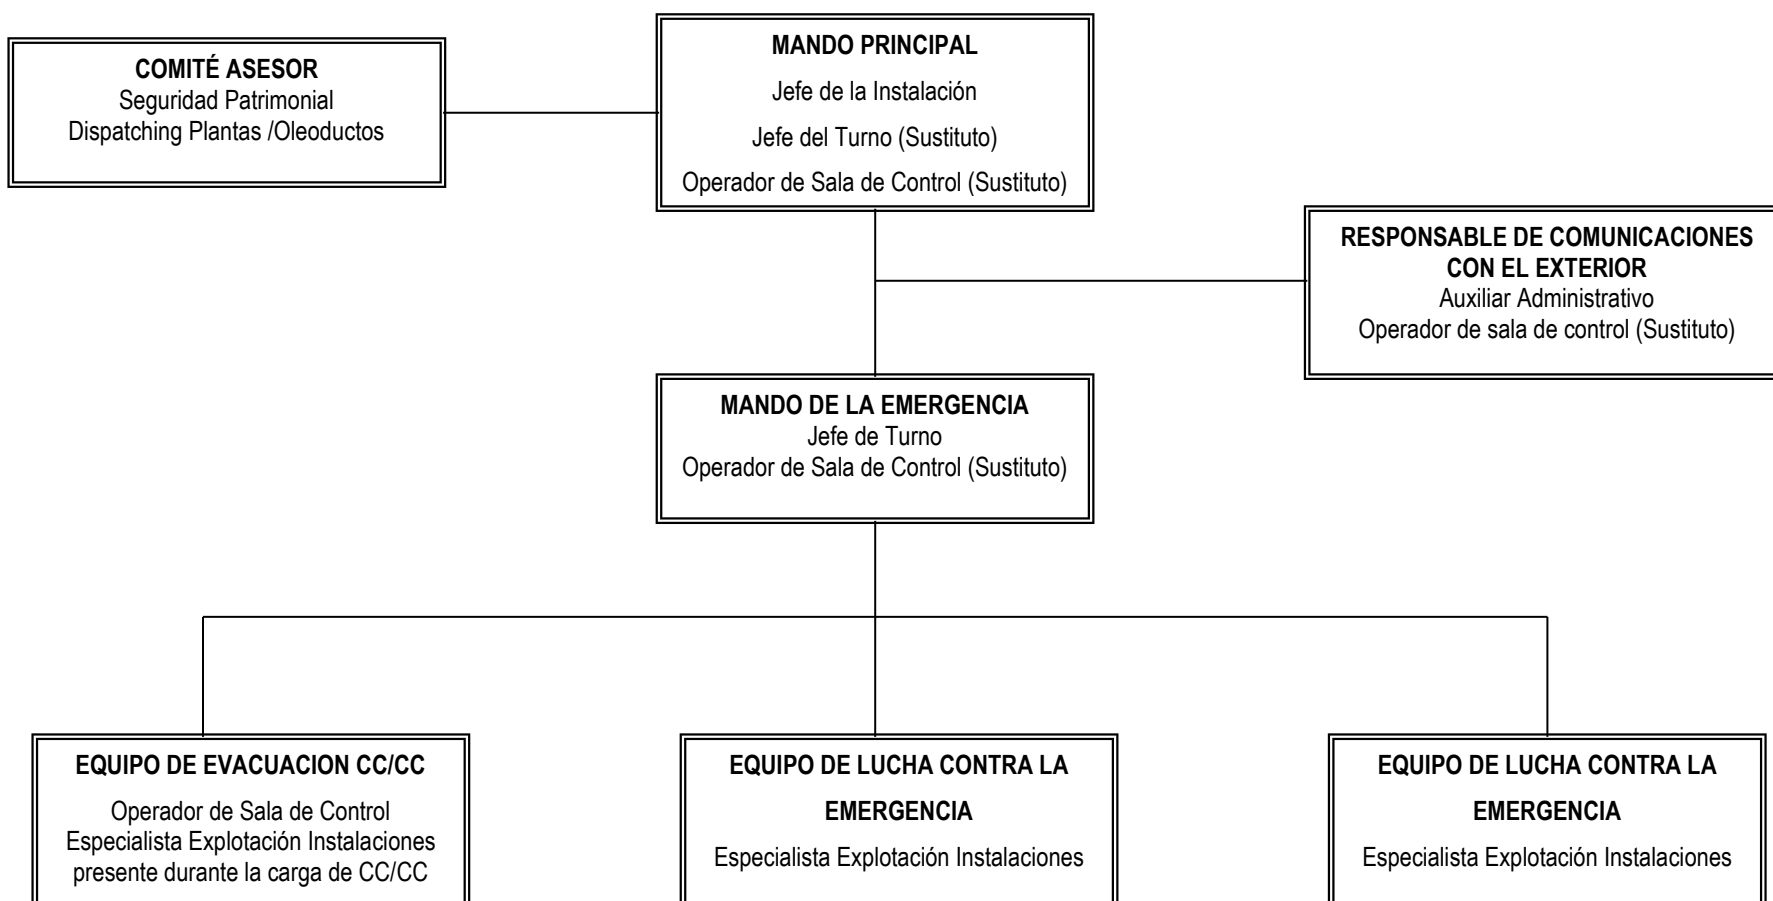 COMITÉ ASESOR
Seguridad Patrimonial
Dispatching Plantas /Oleoductos
MANDO PRINCIPAL
Jefe de la Instalación
Jefe del Turno (Sustituto)
Operador de Sala de Control (Sustituto)
RESPONSABLE DE COMUNICACIONES
CON EL EXTERIOR
Auxiliar Administrativo
Operador de sala de control (Sustituto)
MANDO DE LA EMERGENCIA
Jefe de Turno
Operador de Sala de Control (Sustituto)
EQUIPO DE EVACUACION CC/CC
Operador de Sala de Control
Especialista Explotación Instalaciones
presente durante la carga de CC/CC
EQUIPO DE LUCHA CONTRA LA
EMERGENCIA
Especialista Explotación Instalaciones
EQUIPO DE LUCHA CONTRA LA
EMERGENCIA
Especialista Explotación Instalaciones